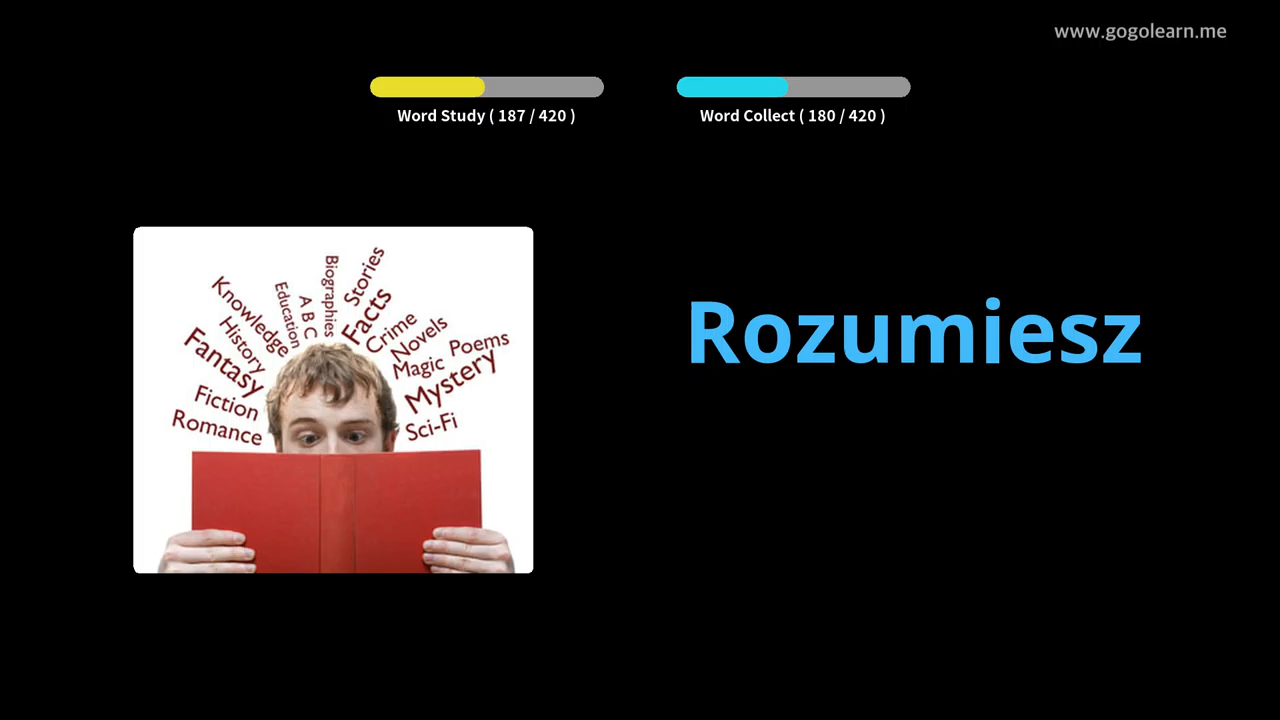 www.gogolearn.me
Word Study ( 187 / 420 )
Word Collect ( 180 / 420 )
Rozumiesz
Biographies
Stories
Education
A B C
Facts
Knowledge
Crime
History
Novels
Fantasy
Magic
Poems
Mystery
Fiction
Romance
Sci-Fi